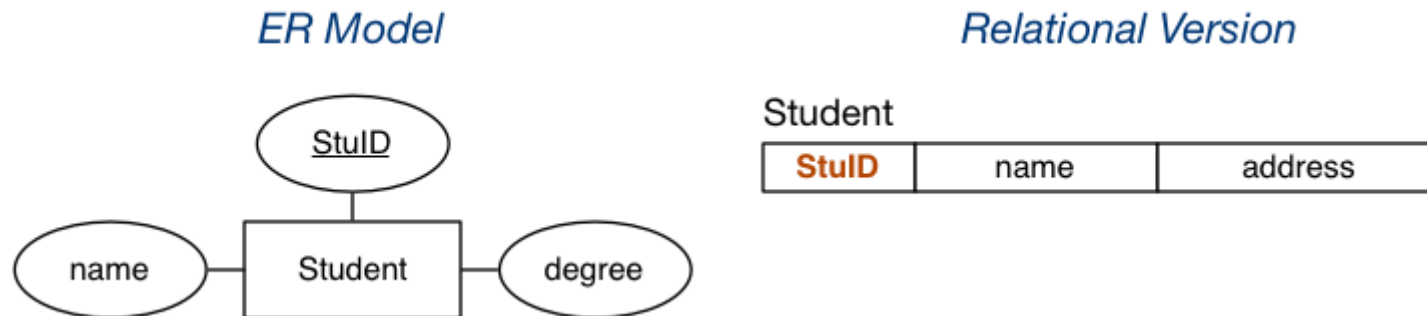 ER Model
Relational Version
StuID
name
Student
degree
Student
StuID name address